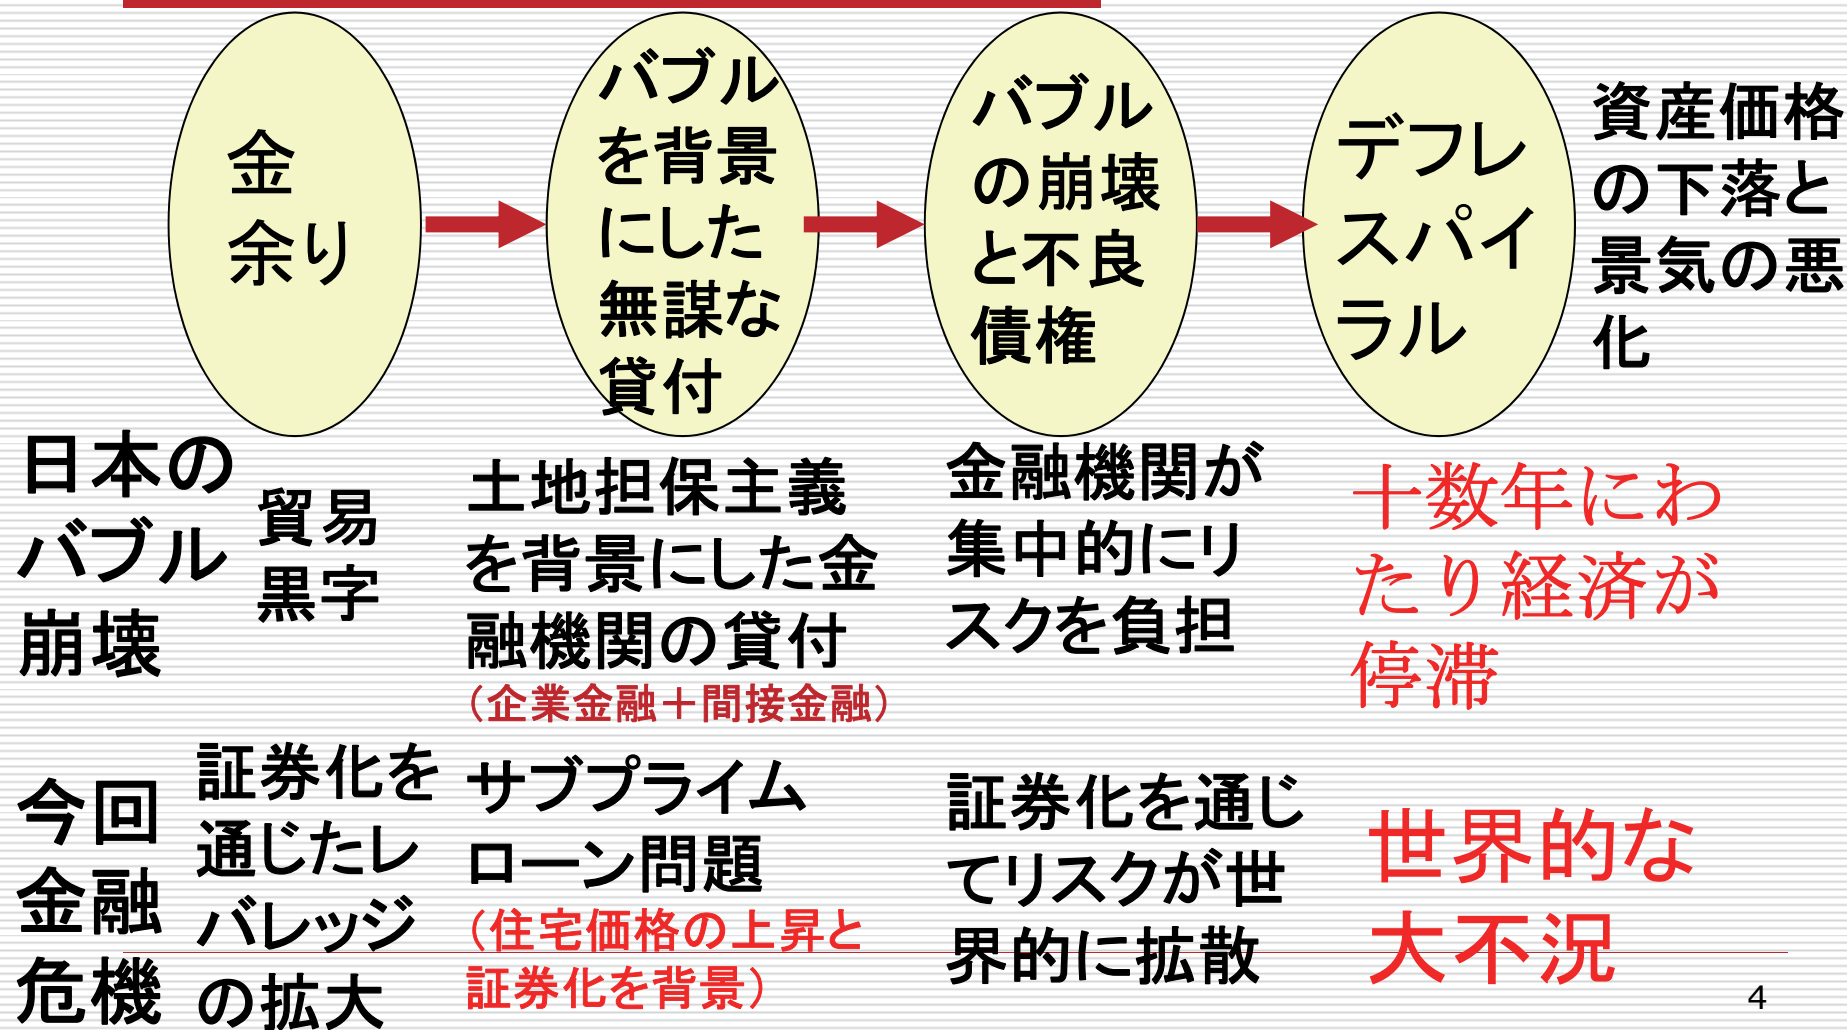 金
余り
バブル
を背景
にした
無謀な
貸付
バブル
の崩壊
と不良
債権
デフレ
スパイ
ラル
資産価格
の下落と
景気の悪
化
日本の
バブル
崩壊
貿易
黒字
土地担保主義
を背景にした金
融機関の貸付
（企業金融＋間接金融）
金融機関が
集中的にリ
スクを負担
十数年にわ
たり経済が
停滞
今回
金融
危機
証券化を
通じたレ
バレッジ
の拡大
サブプライム
ローン問題
（住宅価格の上昇と
証券化を背景）
証券化を通じ
てリスクが世
界的に拡散
世界的な
大不況
4